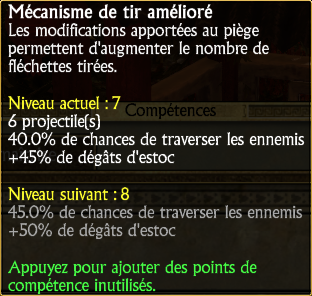 Mécanisme de tir amélioré
Les modifications apportées au piège
permettent d'augmenter le nombre de
fléchettes tirées.
Niveau actuel : 7
Compétences
6 projectile(s)
40.0% de chances de traverser les ennemis
+45% de dégâts d'estoc
Niveau suivant : 8
45.0% de chances de traverser les ennemis
+50% de dégâts d'estoc
Appuyez pour ajouter des points de
compétence inutilisés.